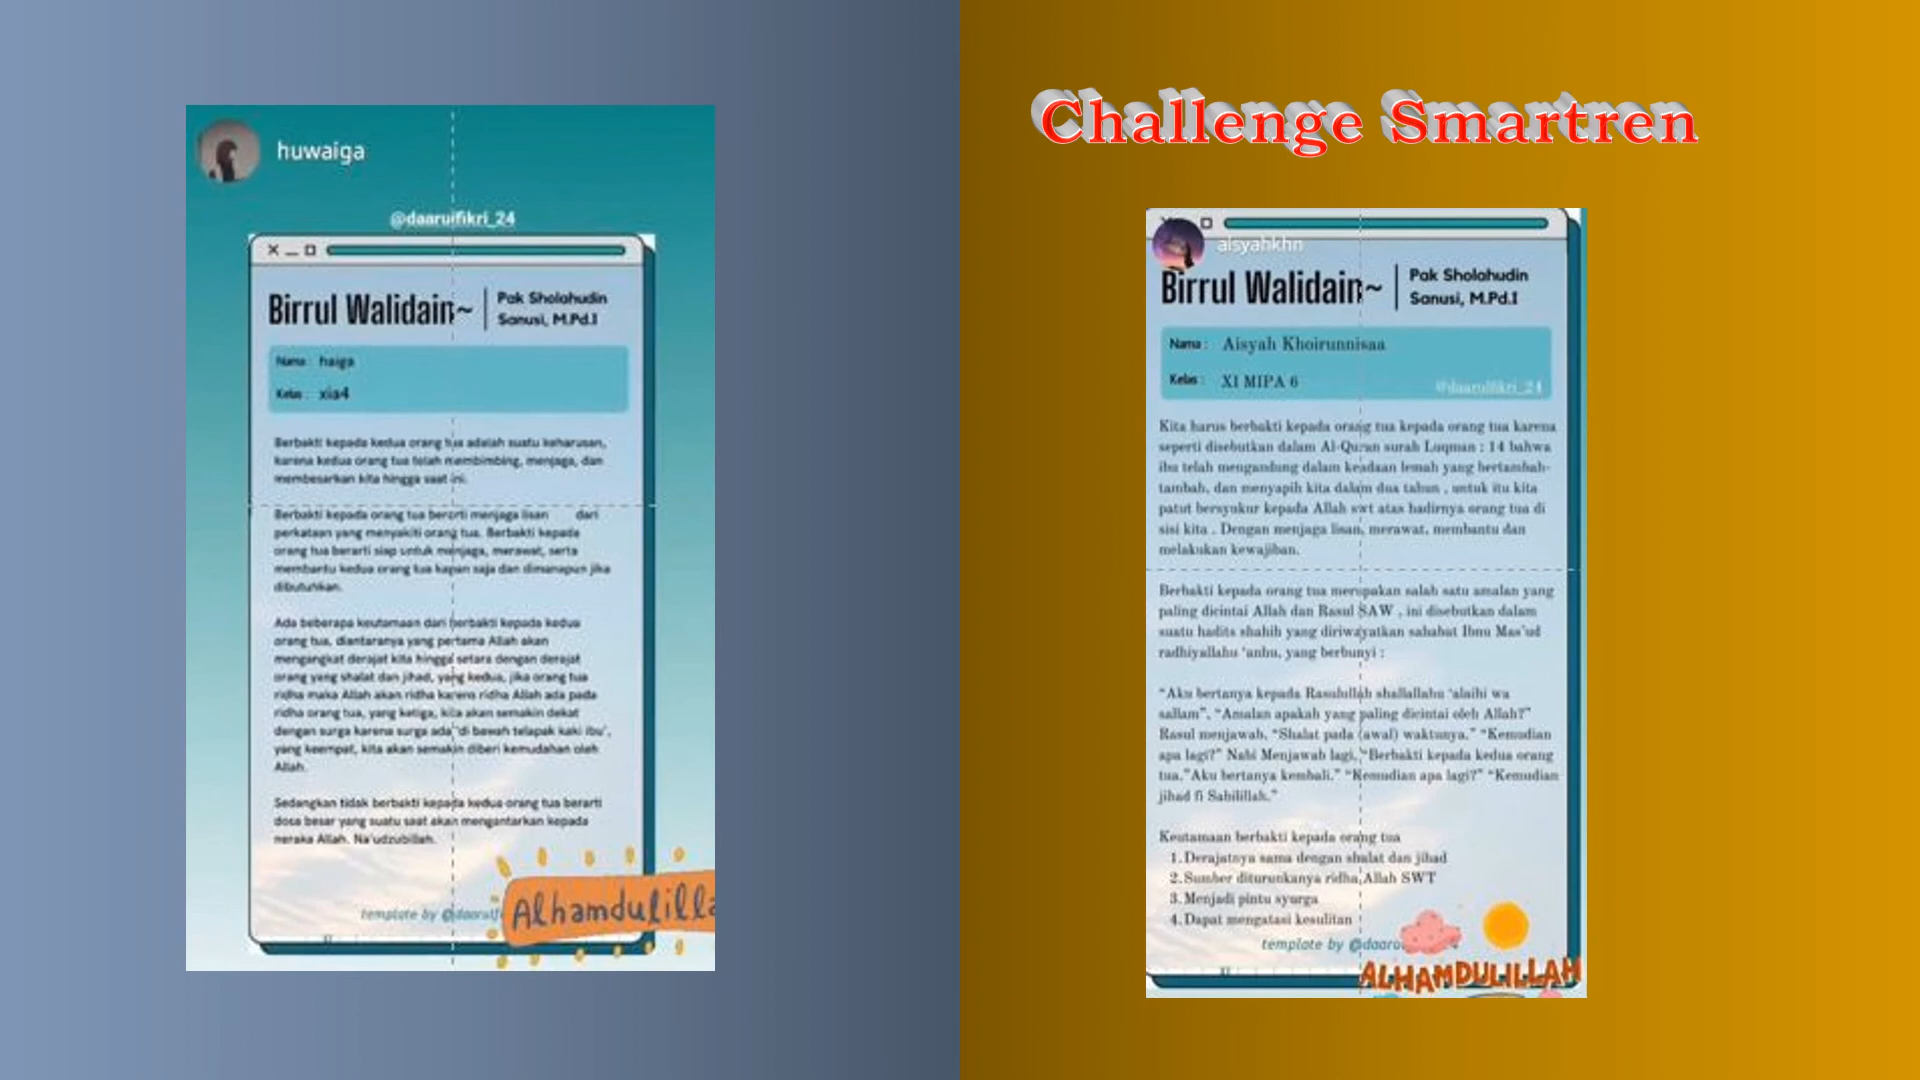 huwaiga
@daarulfikri_24
Birrul Walidain~
Pak Sholahudin
Sanusi, M.Pd.I
Nama : haiga
Kelas : xia4
Berbakti kepada kedua orang tua adalah suatu keharusan,
karena kedua orang tua telah membimbing, menjaga, dan
membesarkan kita hingga saat ini.
Berbakti kepada orang tua berarti menjaga lisan dari
perkataan yang menyakiti orang tua. Berbakti kepada
orang tua berarti siap untuk menjaga, merawat, serta
membantu kedua orang tua kapan saja dan dimanapun jika
dibutuhkan.
Ada beberapa keutamaan dari berbakti kepada kedua
orang tua, diantaranya yang pertama Allah akan
mengangkat derajat kita hingga setara dengan derajat
orang yang shalat dan jihad, yang kedua, jika orang tua
ridha maka Allah akan ridha karena ridha Allah ada pada
ridha orang tua, yang ketiga, kita akan semakin dekat
dengan surga karena surga ada "di bawah telapak kaki ibu",
yang keempat, kita akan semakin diberi kemudahan oleh
Allah.
Sedangkan tidak berbakti kepada kedua orang tua berarti
dosa besar yang suatu saat akan mengantarkan kepada
neraka Allah. Na'udzubillah.
template by @daarulfi
Alhamdulilla
Challenge Smartren
aisyahkhn
Birrul Walidain~
Pak Sholahudin
Sanusi, M.Pd.I
Nama : Aisyah Khoirunnisaa
Kelas : XI MIPA 6
@daarulfikri_24
Kita harus berbakti kepada orang tua kepada orang tua karena
seperti disebutkan dalam Al-Qur'an surah Luqman : 14 bahwa
ibu telah mengandung dalam keadaan lemah yang bertambah-
tambah, dan menyapih kita dalam dua tahun , untuk itu kita
patut bersyukur kepada Allah swt atas hadirnya orang tua di
sisi kita . Dengan menjaga lisan, merawat, membantu dan
melakukan kewajiban.
Berbakti kepada orang tua merupakan salah satu amalan yang
paling dicintai Allah dan Rasul SAW , ini disebutkan dalam
suatu hadits shahih yang diriwayatkan sahabat Ibnu Mas'ud
radhiyallahu 'anhu, yang berbunyi :
"Aku bertanya kepada Rasulullah shallallahu 'alaihi wa
sallam", "Amalan apakah yang paling dicintai oleh Allah?"
Rasul menjawab, "Shalat pada (awal) waktunya." "Kemudian
apa lagi?" Nabi Menjawab lagi, "Berbakti kepada kedua orang
tua."Aku bertanya kembali." "Kemudian apa lagi?" "Kemudian
jihad fi Sabilillah."
Keutamaan berbakti kepada orang tua
1. Derajatnya sama dengan shalat dan jihad
2. Sumber diturunkanya ridha Allah SWT
3. Menjadi pintu syurga
4. Dapat mengatasi kesulitan
template by @daaru
ALHAMDULILLAH